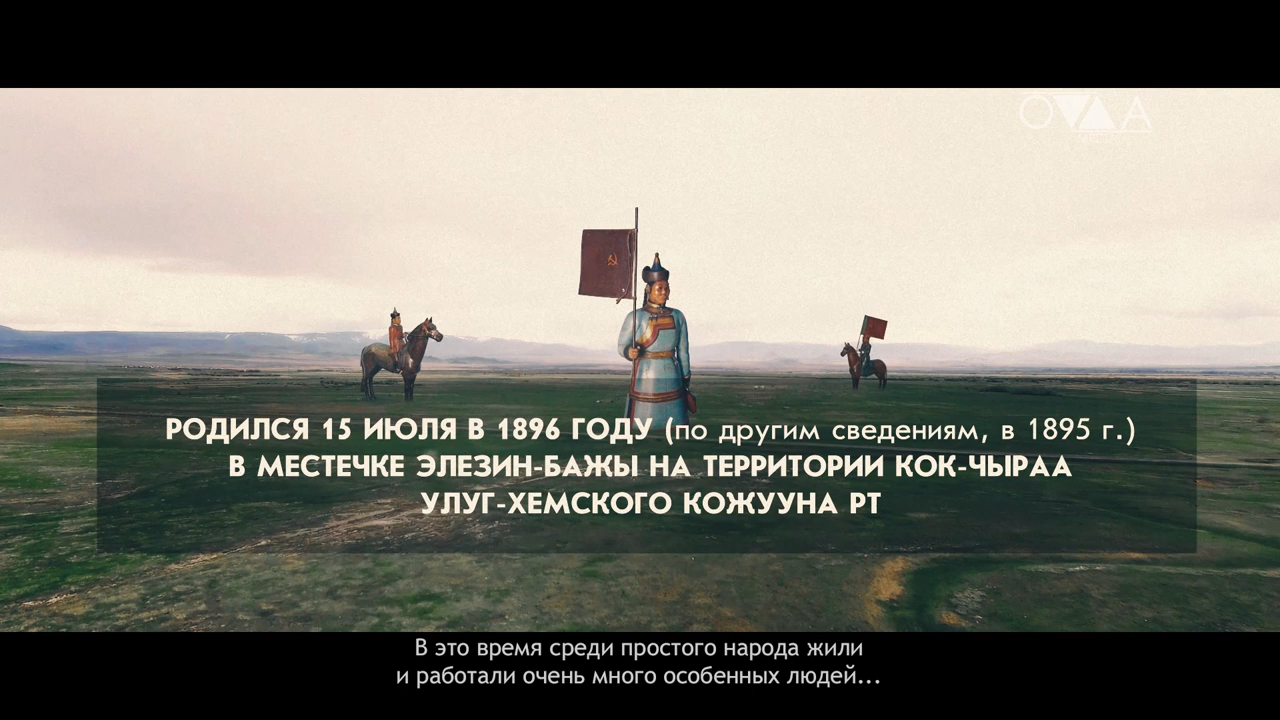 РОДИЛСЯ 15 ИЮЛЯ В 1896 ГОДУ (по другим сведениям, в 1895 г.)
В МЕСТЕЧКЕ ЭЛЕЗИН-БАЖЫ НА ТЕРРИТОРИИ КОК-ЧЫРАА
УЛУГ-ХЕМСКОГО КОЖУУНА РТ
В это время среди простого народа жили
и работали очень много особенных людей...